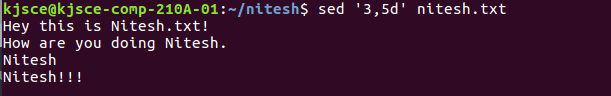 kjsce@kjsce-comp-210A-01:~/nitesh$ sed '3,5d' nitesh.txt
Hey this is Nitesh.txt!
How are you doing Nitesh.
Nitesh
Nitesh!!!